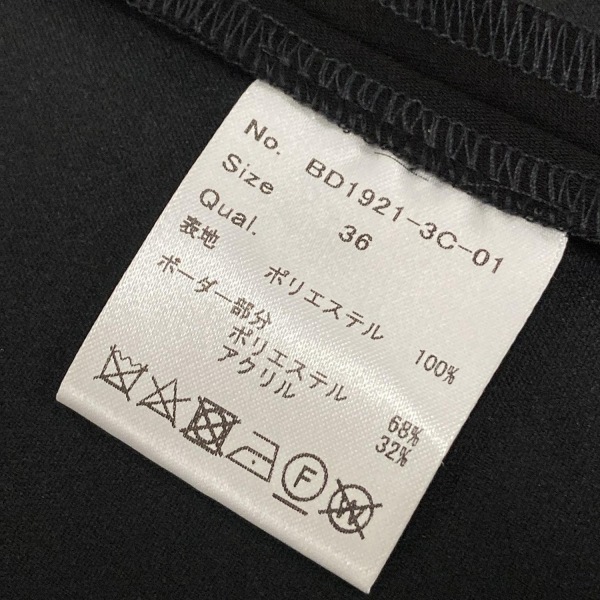 No. BD1921-3C-01
Size 36
Qual.
表地 ポリエステル 100%
ボーダー部分
ポリエステル 68%
アクリル 32%
F W